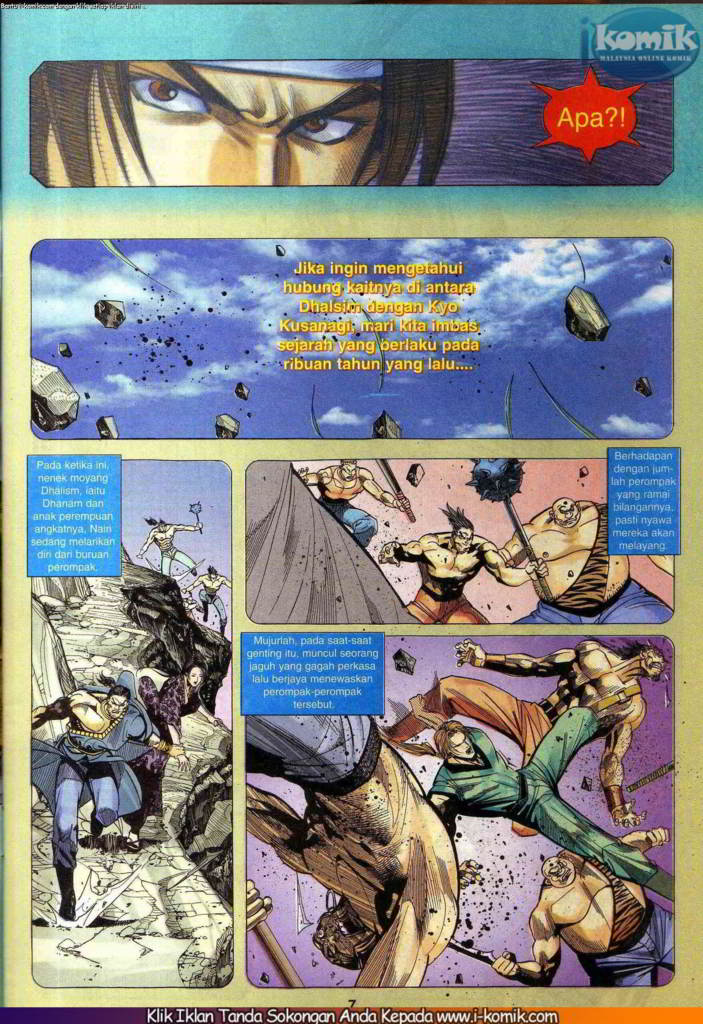 komik
MALAYSIA ONLINE KOMIK
Apa?!
Jika ingin mengetahui
hubung kaitnya di antara
Dhalsim dengan Kyo
Kusanagi, mari kita imbas
sejarah yang berlaku pada
ribuan tahun yang lalu....
Pada ketika ini,
nenek moyang
Dhalism, iaitu
Dhanam dan
anak perempuan
angkatnya, Nain
sedang melarikan
diri dari buruan
perompak.
Berhadapan
dengan jum-
lah perompak
yang ramai
bilangannya,
pasti nyawa
mereka akan
melayang.
Mujurlah, pada saat-saat
genting itu, muncul seorang
jaguh yang gagah perkasa
lalu berjaya menewaskan
perompak-perompak
tersebut.
7
Klik Iklan Tanda Sokongan Anda Kepada www.i-komik.com